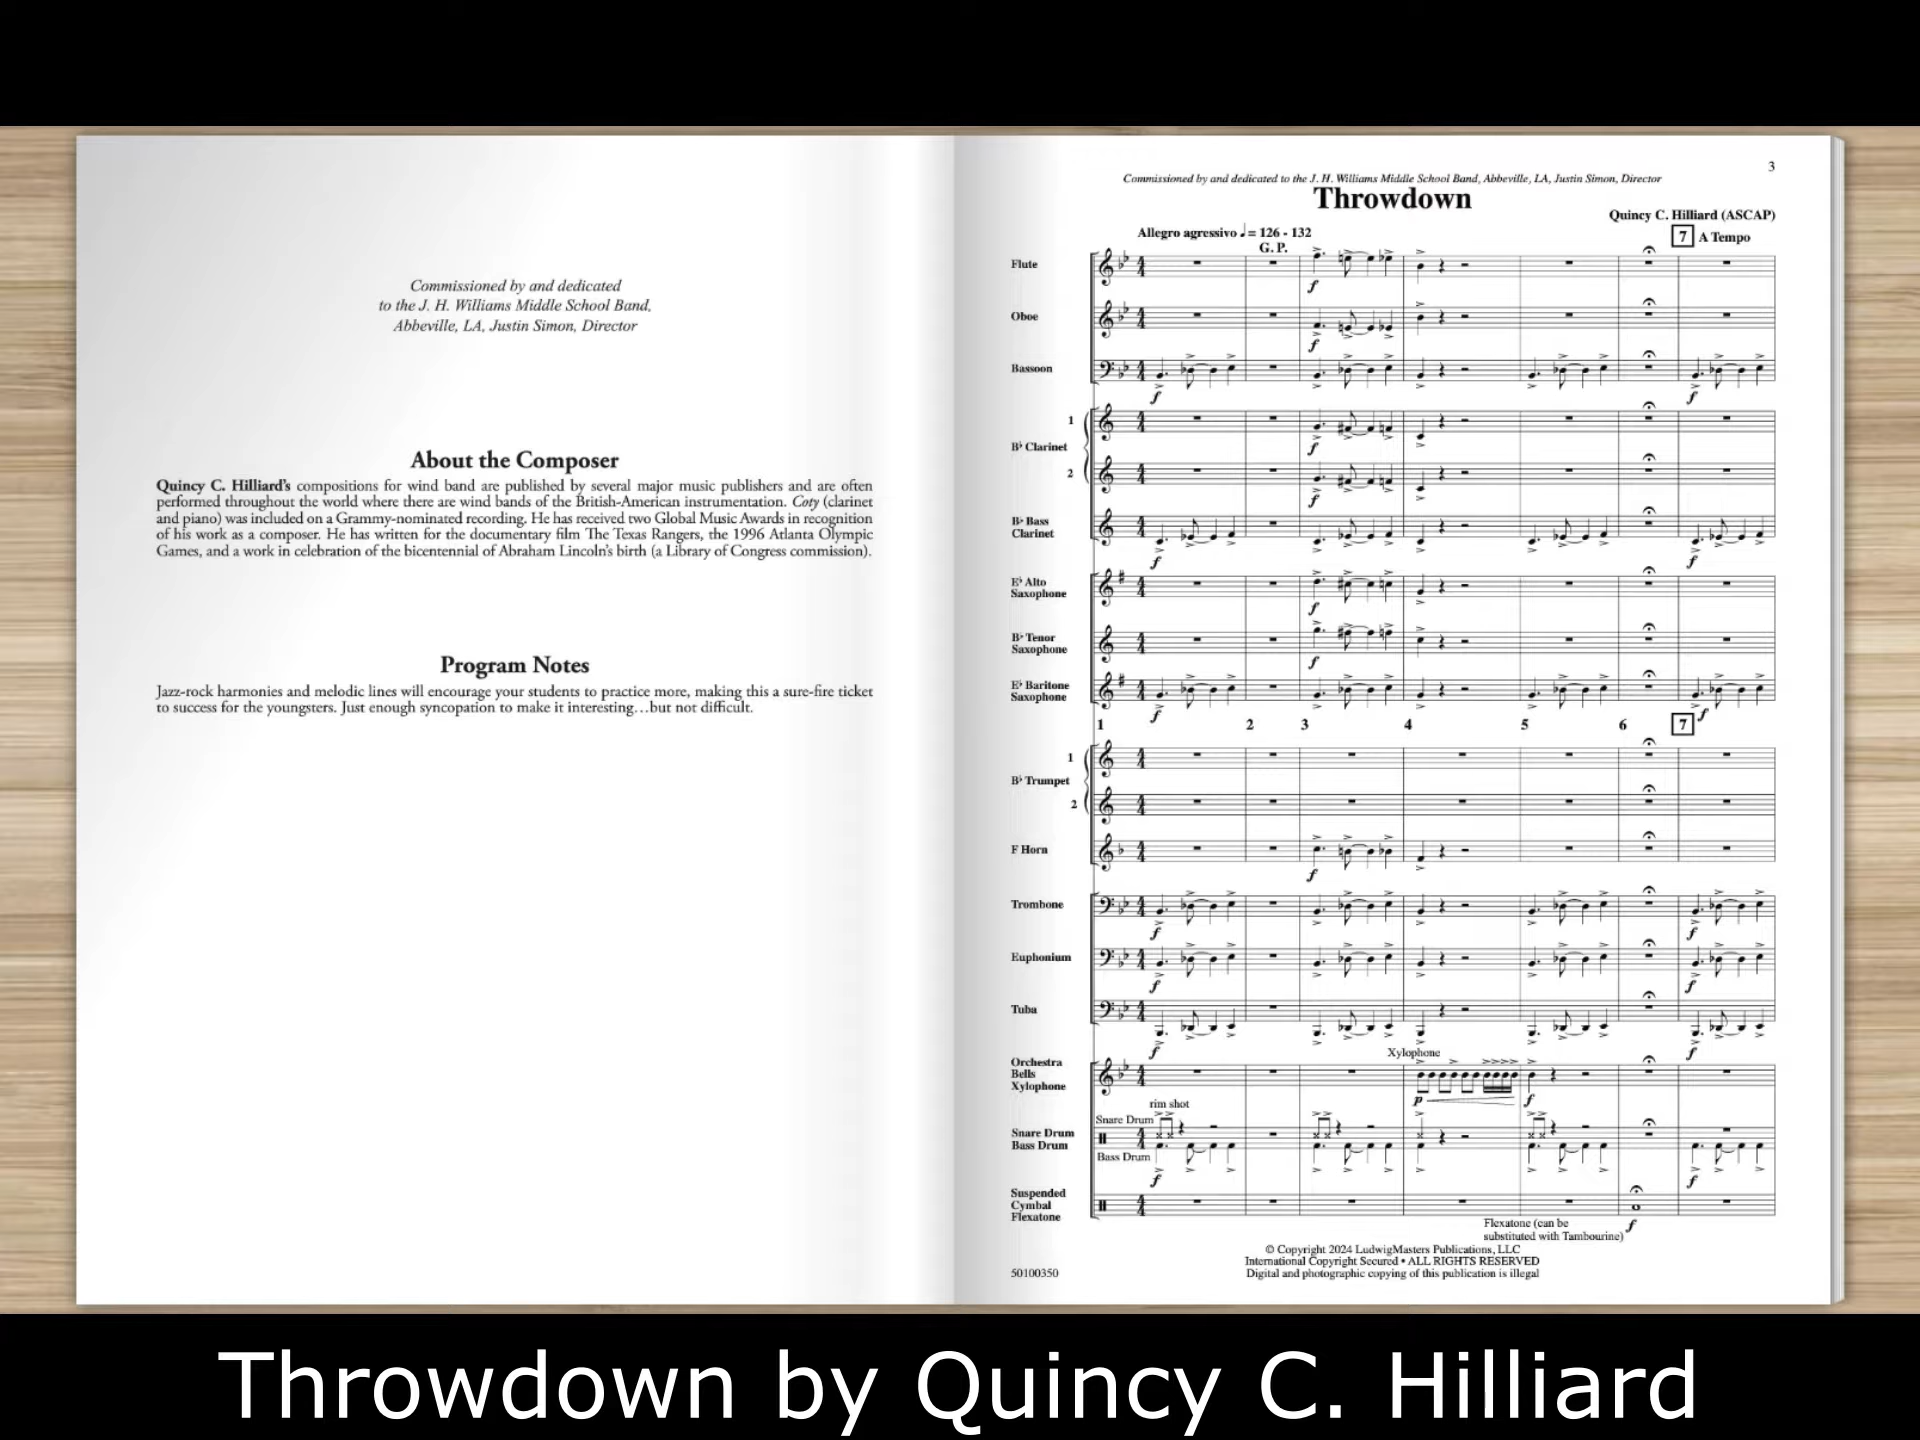 Commissioned by and dedicated
to the J. H. Williams Middle School Band,
Abbeville, LA, Justin Simon, Director
About the Composer
Quincy C. Hilliard's compositions for wind band are published by several major music publishers and are often
performed throughout the world where there are wind bands of the British-American instrumentation. Coty (clarinet
and piano) was included on a Grammy-nominated recording. He has received two Global Music Awards in recognition
of his work as a composer. He has written for the documentary film The Texas Rangers, the 1996 Atlanta Olympic
Games, and a work in celebration of the bicentennial of Abraham Lincoln's birth (a Library of Congress commission).
Program Notes
Jazz-rock harmonies and melodic lines will encourage your students to practice more, making this a sure-fire ticket
to success for the youngsters. Just enough syncopation to make it interesting…but not difficult.
3
Commissioned by and dedicated to the J. H. Williams Middle School Band, Abbeville, LA, Justin Simon, Director
Throwdown
Quincy C. Hilliard (ASCAP)
Allegro agressivo ♩ = 126 - 132
G. P.
7 A Tempo
Flute
f
Oboe
f
Bassoon
f f
1
B♭ Clarinet
f
2
f
B♭ Bass
Clarinet
f f
E♭ Alto
Saxophone
f
B♭ Tenor
Saxophone
f
E♭ Baritone
Saxophone
f f
1 2 3 4 5 6 7
1
B♭ Trumpet
2
F Horn
f
Trombone
f f
Euphonium
f f
Tuba
f f
Xylophone
Orchestra
Bells
Xylophone
p f
rim shot
Snare Drum
Snare Drum
Bass Drum
Bass Drum
f f
Suspended
Cymbal
Flexatone
Flexatone (can be
substituted with Tambourine)
f
© Copyright 2024 LudwigMasters Publications, LLC
International Copyright Secured • ALL RIGHTS RESERVED
Digital and photographic copying of this publication is illegal
50100350
Throwdown by Quincy C. Hilliard